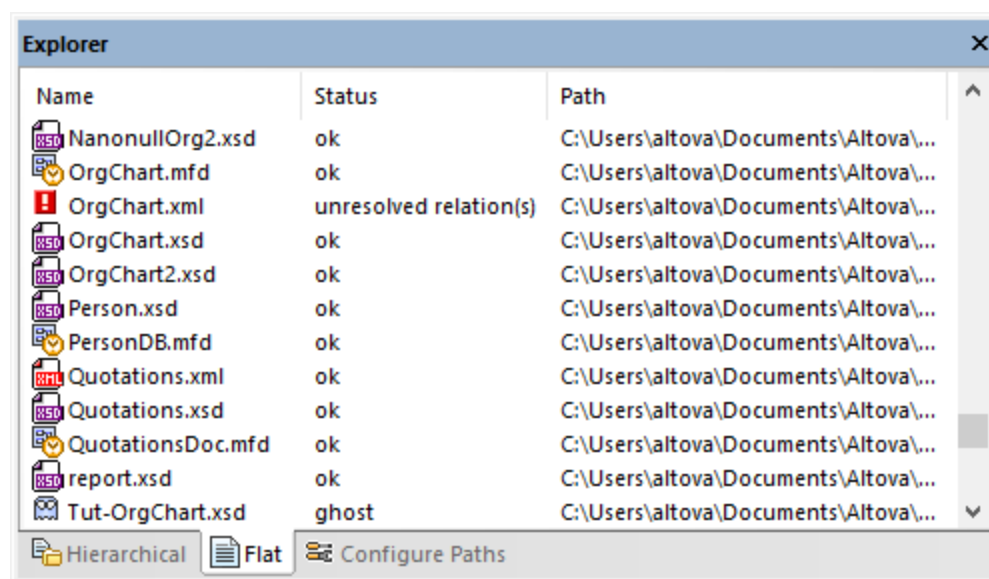 Explorer
Name Status Path
NanonullOrg2.xsd ok C:\Users\altova\Documents\Altova\...
OrgChart.mfd ok C:\Users\altova\Documents\Altova\...
OrgChart.xml unresolved relation(s) C:\Users\altova\Documents\Altova\...
OrgChart.xsd ok C:\Users\altova\Documents\Altova\...
OrgChart2.xsd ok C:\Users\altova\Documents\Altova\...
Person.xsd ok C:\Users\altova\Documents\Altova\...
PersonDB.mfd ok C:\Users\altova\Documents\Altova\...
Quotations.xml ok C:\Users\altova\Documents\Altova\...
Quotations.xsd ok C:\Users\altova\Documents\Altova\...
QuotationsDoc.mfd ok C:\Users\altova\Documents\Altova\...
report.xsd ok C:\Users\altova\Documents\Altova\...
Tut-OrgChart.xsd ghost C:\Users\altova\Documents\Altova\...
Hierarchical Flat Configure Paths